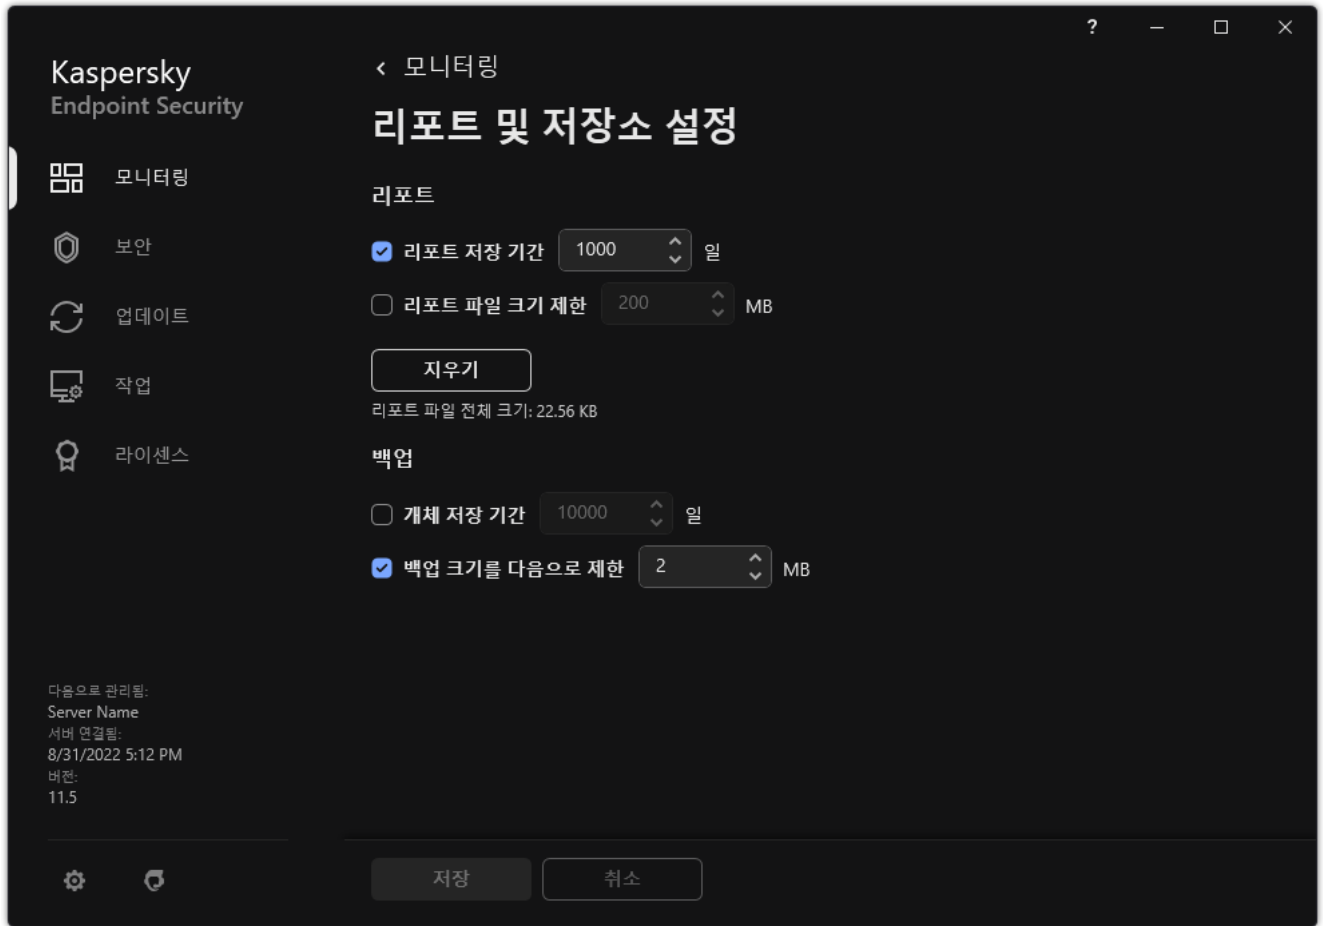 ?
Kaspersky
Endpoint Security
모니터링
보안
업데이트
작업
라이센스
다음으로 관리됨:
Server Name
서버 연결됨:
8/31/2022 5:12 PM
버전:
11.5
모니터링
리포트 및 저장소 설정
리포트
리포트 저장 기간 1000 일
리포트 파일 크기 제한 200 MB
지우기
리포트 파일 전체 크기: 22.56 KB
백업
개체 저장 기간 10000 일
백업 크기를 다음으로 제한 2 MB
저장 취소